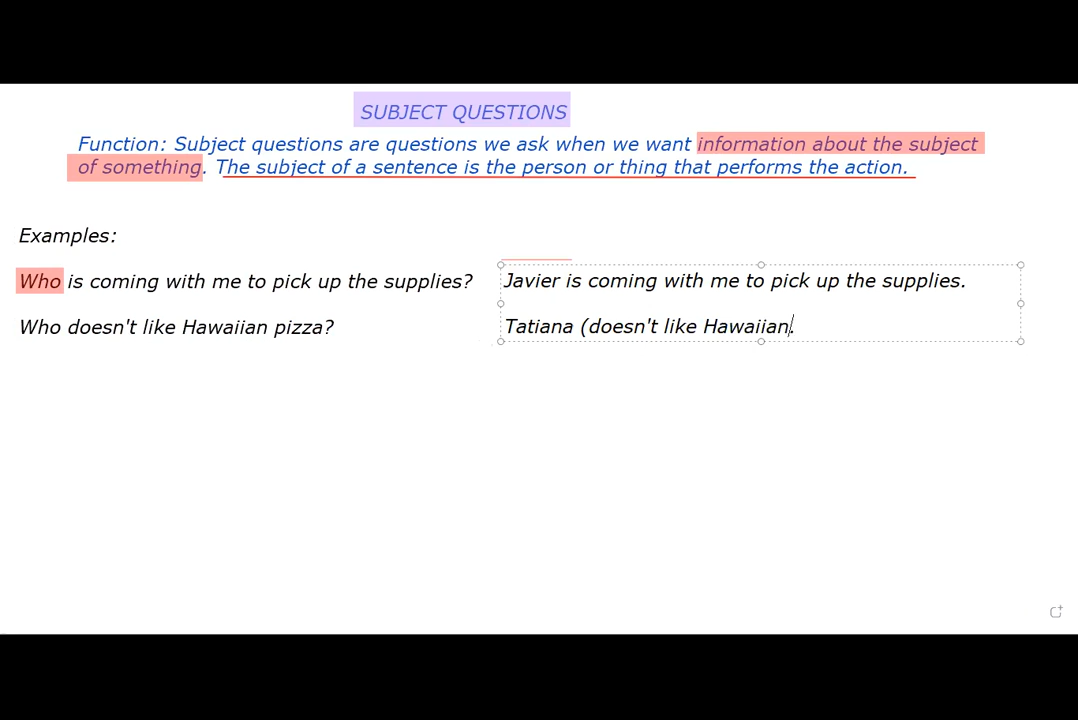 SUBJECT QUESTIONS
Function: Subject questions are questions we ask when we want information about the subject
of something. The subject of a sentence is the person or thing that performs the action.
Examples:
Who is coming with me to pick up the supplies? Javier is coming with me to pick up the supplies.
Who doesn't like Hawaiian pizza? Tatiana (doesn't like Hawaiian.